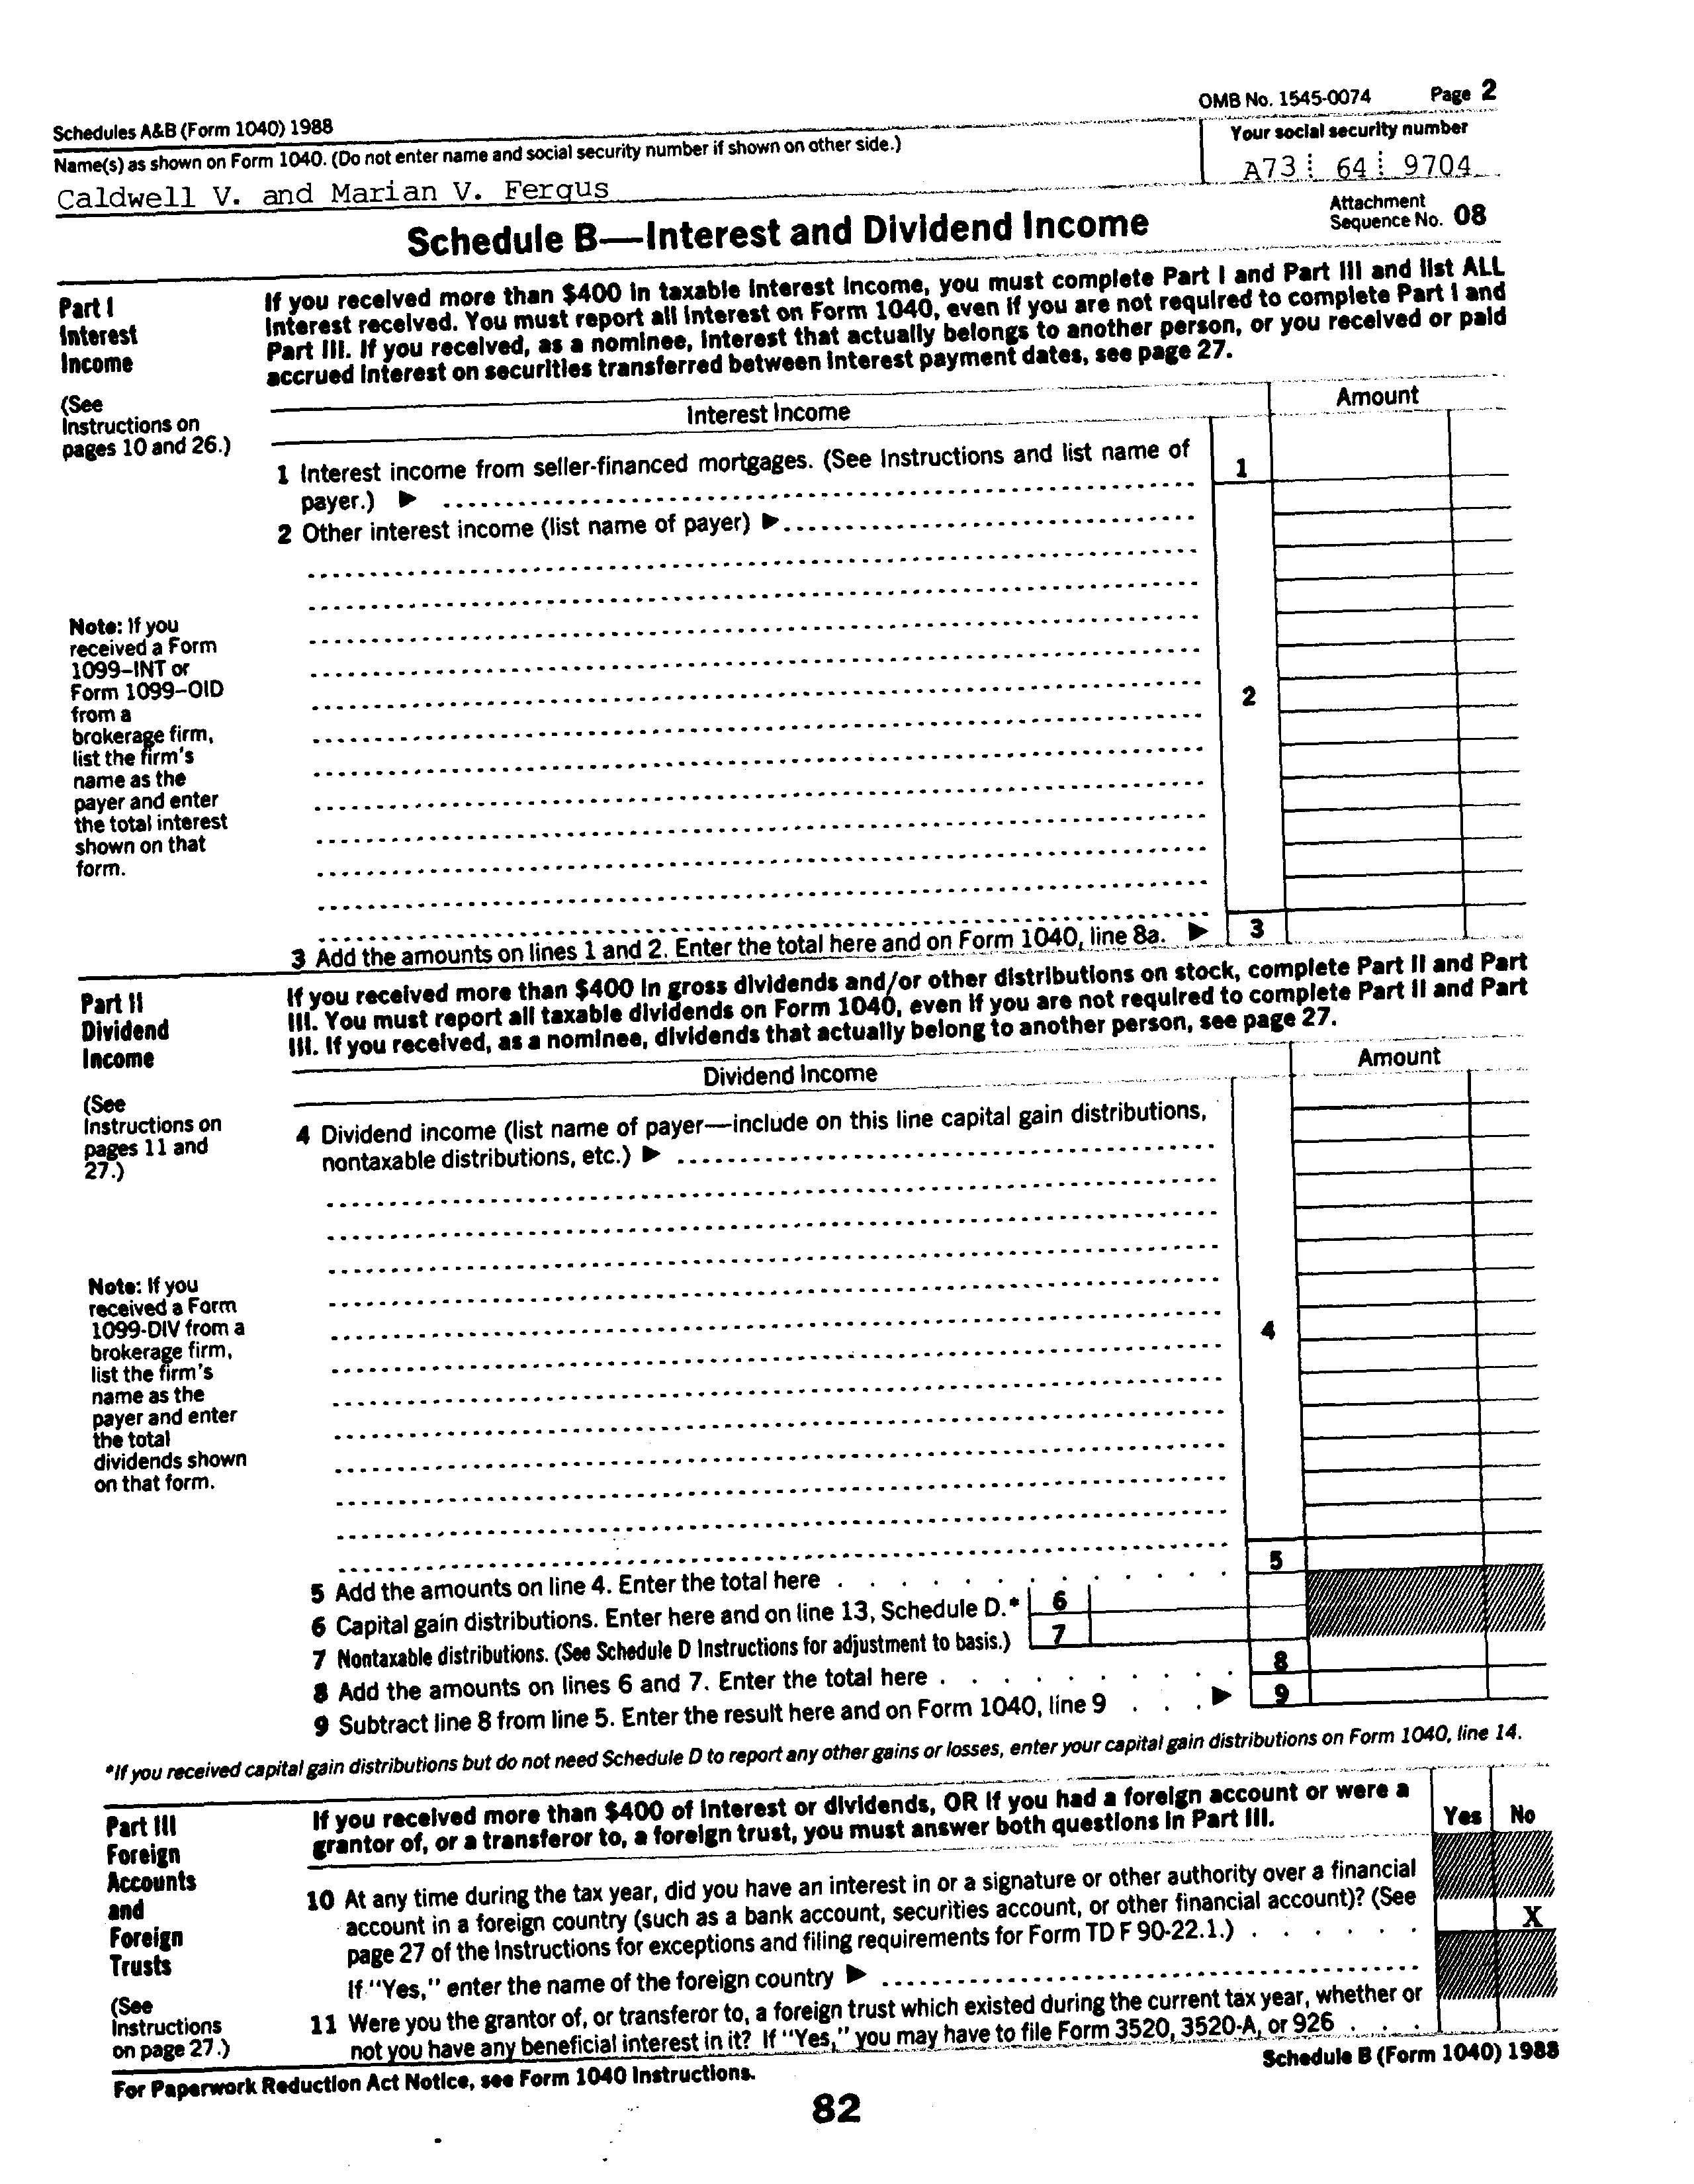 OMB No. 1545-0074 Page 2
Schedules A&B (Form 1040) 1988
Name(s) as shown on Form 1040. (Do not enter name and social security number if shown on other side.)
Your social security number
Caldwell V. and Marian V. Fergus
A73 64 9704
Schedule B—Interest and Dividend Income
Attachment
Sequence No. 08
Part I
Interest
Income
(See
Instructions on
pages 10 and 26.)
If you received more than $400 in taxable interest income, you must complete Part I and Part III and list ALL
interest received. You must report all interest on Form 1040, even if you are not required to complete Part I and
Part III. If you received, as a nominee, interest that actually belongs to another person, or you received or paid
accrued interest on securities transferred between interest payment dates, see page 27.
Interest Income
Amount
1 Interest income from seller-financed mortgages. (See Instructions and list name of
payer.) ▶
1
2 Other interest income (list name of payer) ▶
Note: If you
received a Form
1099–INT or
Form 1099–OID
from a
brokerage firm,
list the firm's
name as the
payer and enter
the total interest
shown on that
form.
2
3 Add the amounts on lines 1 and 2. Enter the total here and on Form 1040, line 8a. ▶ 3
Part II
Dividend
Income
(See
Instructions on
pages 11 and
27.)
If you received more than $400 in gross dividends and/or other distributions on stock, complete Part II and Part
III. You must report all taxable dividends on Form 1040, even if you are not required to complete Part II and Part
III. If you received, as a nominee, dividends that actually belong to another person, see page 27.
Dividend Income
Amount
4 Dividend income (list name of payer—include on this line capital gain distributions,
nontaxable distributions, etc.) ▶
Note: If you
received a Form
1099-DIV from a
brokerage firm,
list the firm's
name as the
payer and enter
the total
dividends shown
on that form.
4
5 Add the amounts on line 4. Enter the total here 5
6 Capital gain distributions. Enter here and on line 13, Schedule D.* 6
7 Nontaxable distributions. (See Schedule D Instructions for adjustment to basis.) 7
8 Add the amounts on lines 6 and 7. Enter the total here 8
9 Subtract line 8 from line 5. Enter the result here and on Form 1040, line 9 ▶ 9
*If you received capital gain distributions but do not need Schedule D to report any other gains or losses, enter your capital gain distributions on Form 1040, line 14.
Part III
Foreign
Accounts
and
Foreign
Trusts
(See
Instructions
on page 27.)
If you received more than $400 of interest or dividends, OR if you had a foreign account or were a
grantor of, or a transferor to, a foreign trust, you must answer both questions in Part III.
Yes No
10 At any time during the tax year, did you have an interest in or a signature or other authority over a financial
account in a foreign country (such as a bank account, securities account, or other financial account)? (See
page 27 of the Instructions for exceptions and filing requirements for Form TD F 90-22.1.)
X
If "Yes," enter the name of the foreign country ▶
11 Were you the grantor of, or transferor to, a foreign trust which existed during the current tax year, whether or
not you have any beneficial interest in it? If "Yes," you may have to file Form 3520, 3520-A, or 926
For Paperwork Reduction Act Notice, see Form 1040 Instructions.
Schedule B (Form 1040) 1988
82